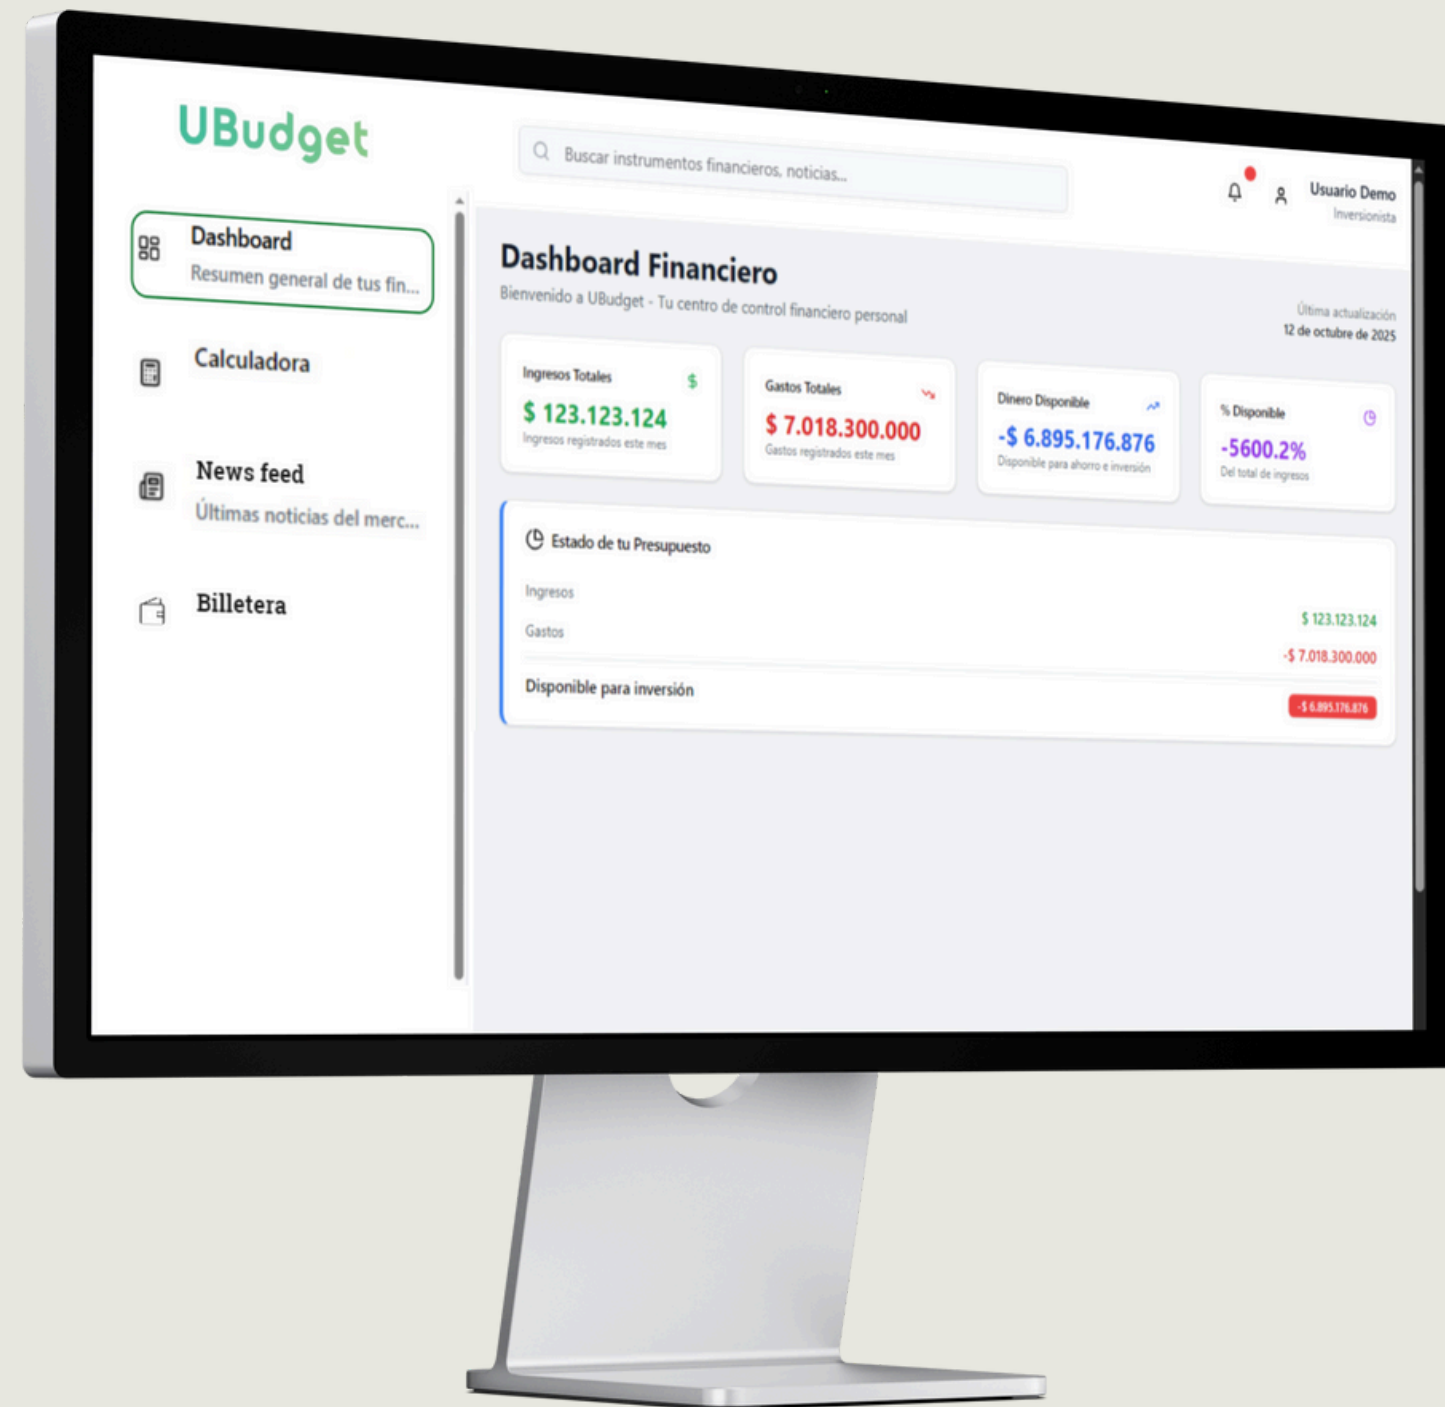 UBudget
Buscar instrumentos financieros, noticias...
Usuario Demo
Inversionista
Dashboard
Resumen general de tus fin...
Calculadora
News feed
Últimas noticias del merc...
Billetera
Dashboard Financiero
Bienvenido a UBudget - Tu centro de control financiero personal
Última actualización
12 de octubre de 2025
Ingresos Totales
$ 123.123.124
Ingresos registrados este mes
Gastos Totales
$ 7.018.300.000
Gastos registrados este mes
Dinero Disponible
-$ 6.895.176.876
Disponible para ahorro e inversión
% Disponible
-5600.2%
Del total de ingresos
Estado de tu Presupuesto
Ingresos
$ 123.123.124
Gastos
-$ 7.018.300.000
Disponible para inversión
-$ 6.895.176.876